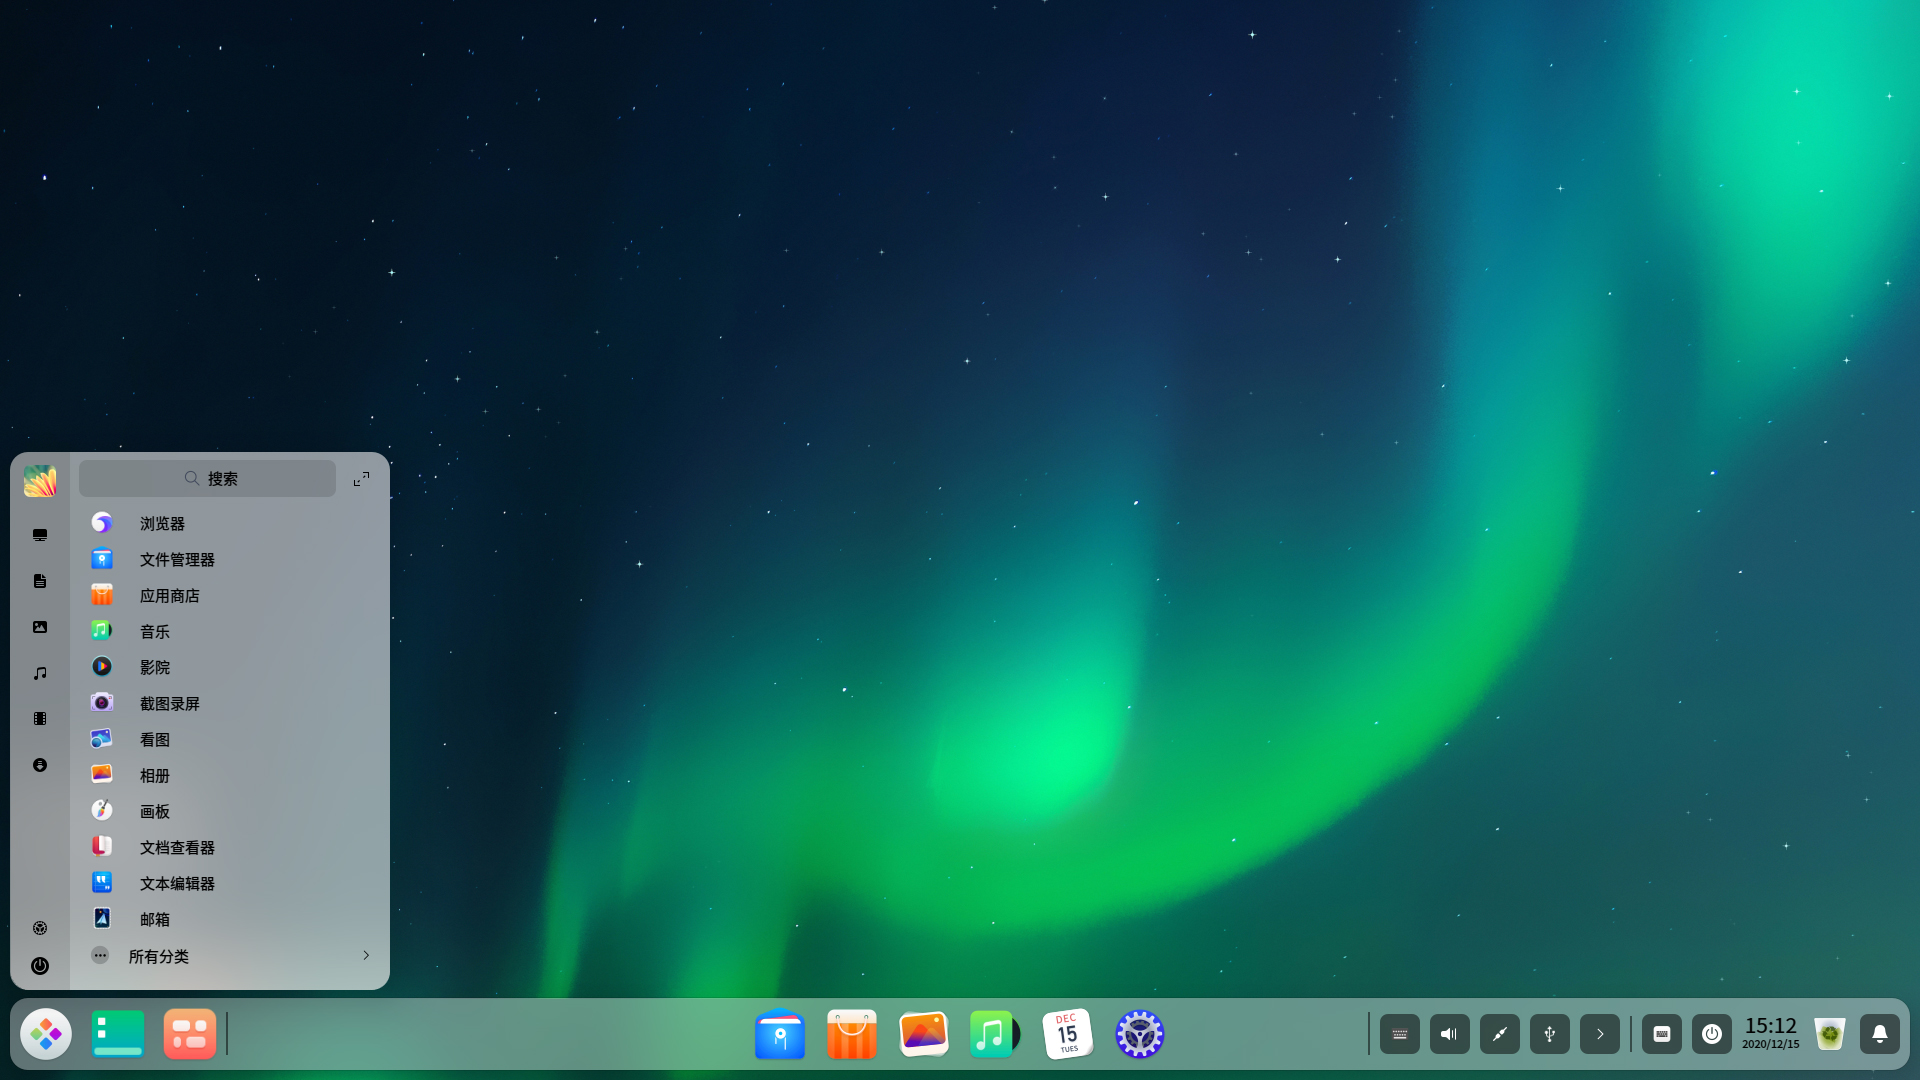 搜索
浏览器
文件管理器
应用商店
音乐
影院
截图录屏
看图
相册
画板
文档查看器
文本编辑器
邮箱
所有分类
DEC
15
TUES
15:12
2020/12/15